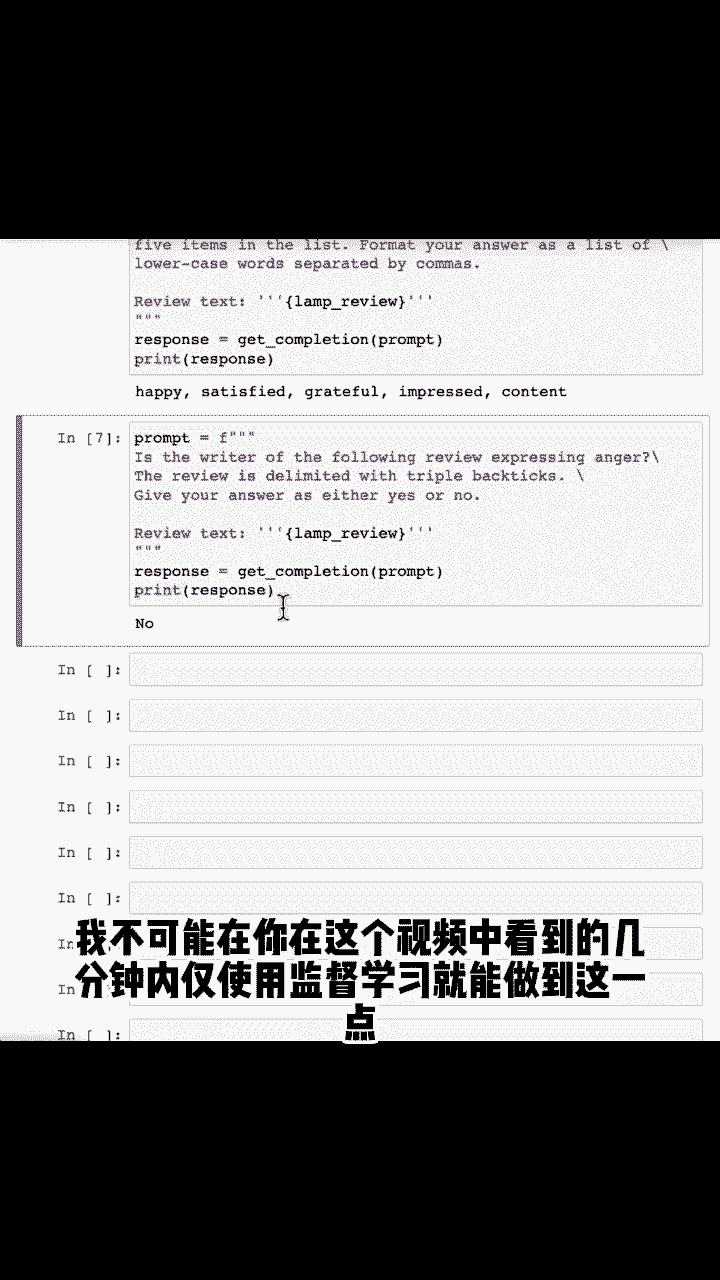 five items in the list. Format your answer as a list of \
lower-case words separated by commas.
Review text: '''{lamp_review}'''
"""
response = get_completion(prompt)
print(response)
happy, satisfied, grateful, impressed, content
In [7]: prompt = f"""
Is the writer of the following review expressing anger?\
The review is delimited with triple backticks. \
Give your answer as either yes or no.
Review text: '''{lamp_review}'''
"""
response = get_completion(prompt)
print(response)
No
In [ ]:
In [ ]:
In [ ]:
In [ ]:
In [ ]:
In [ ]:
In
In
In [ ]:
我不可能在你在这个视频中看到的几
分钟内仅使用监督学习就能做到这一
点